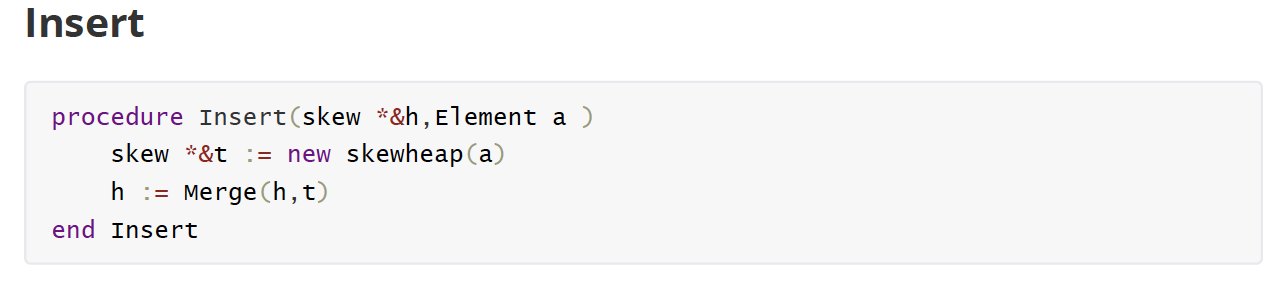 Insert
procedure Insert(skew *&h,Element a )
    skew *&t := new skewheap(a)
    h := Merge(h,t)
end Insert